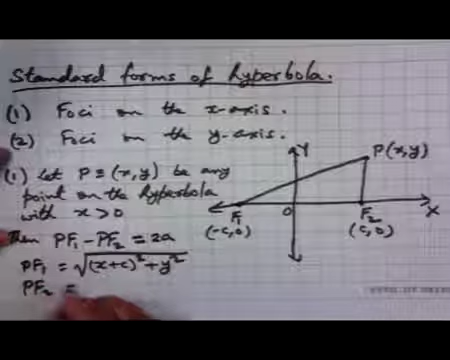 Standard forms of hyperbola.
(1) Foci on the x-axis.
(2) Foci on the y-axis.
(1) let P ≡ (x,y) be any
point on the hyperbola
with x > 0
Then PF₁ - PF₂ = 2a
PF₁ = √((x+c)² + y²)
PF₂ =
Y
P(x,y)
F₁
O
F₂
X
(-c,0)
(c,0)